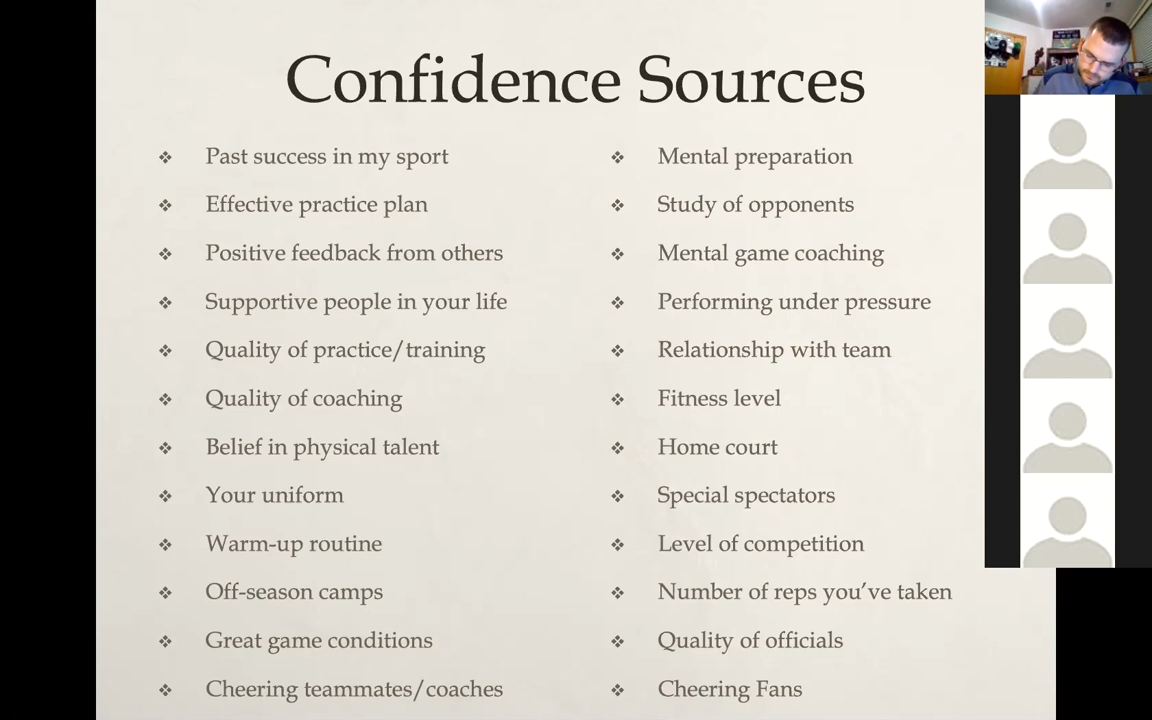 Confidence Sources
Past success in my sport
Effective practice plan
Positive feedback from others
Supportive people in your life
Quality of practice/training
Quality of coaching
Belief in physical talent
Your uniform
Warm-up routine
Off-season camps
Great game conditions
Cheering teammates/coaches
Mental preparation
Study of opponents
Mental game coaching
Performing under pressure
Relationship with team
Fitness level
Home court
Special spectators
Level of competition
Number of reps you’ve taken
Quality of officials
Cheering Fans